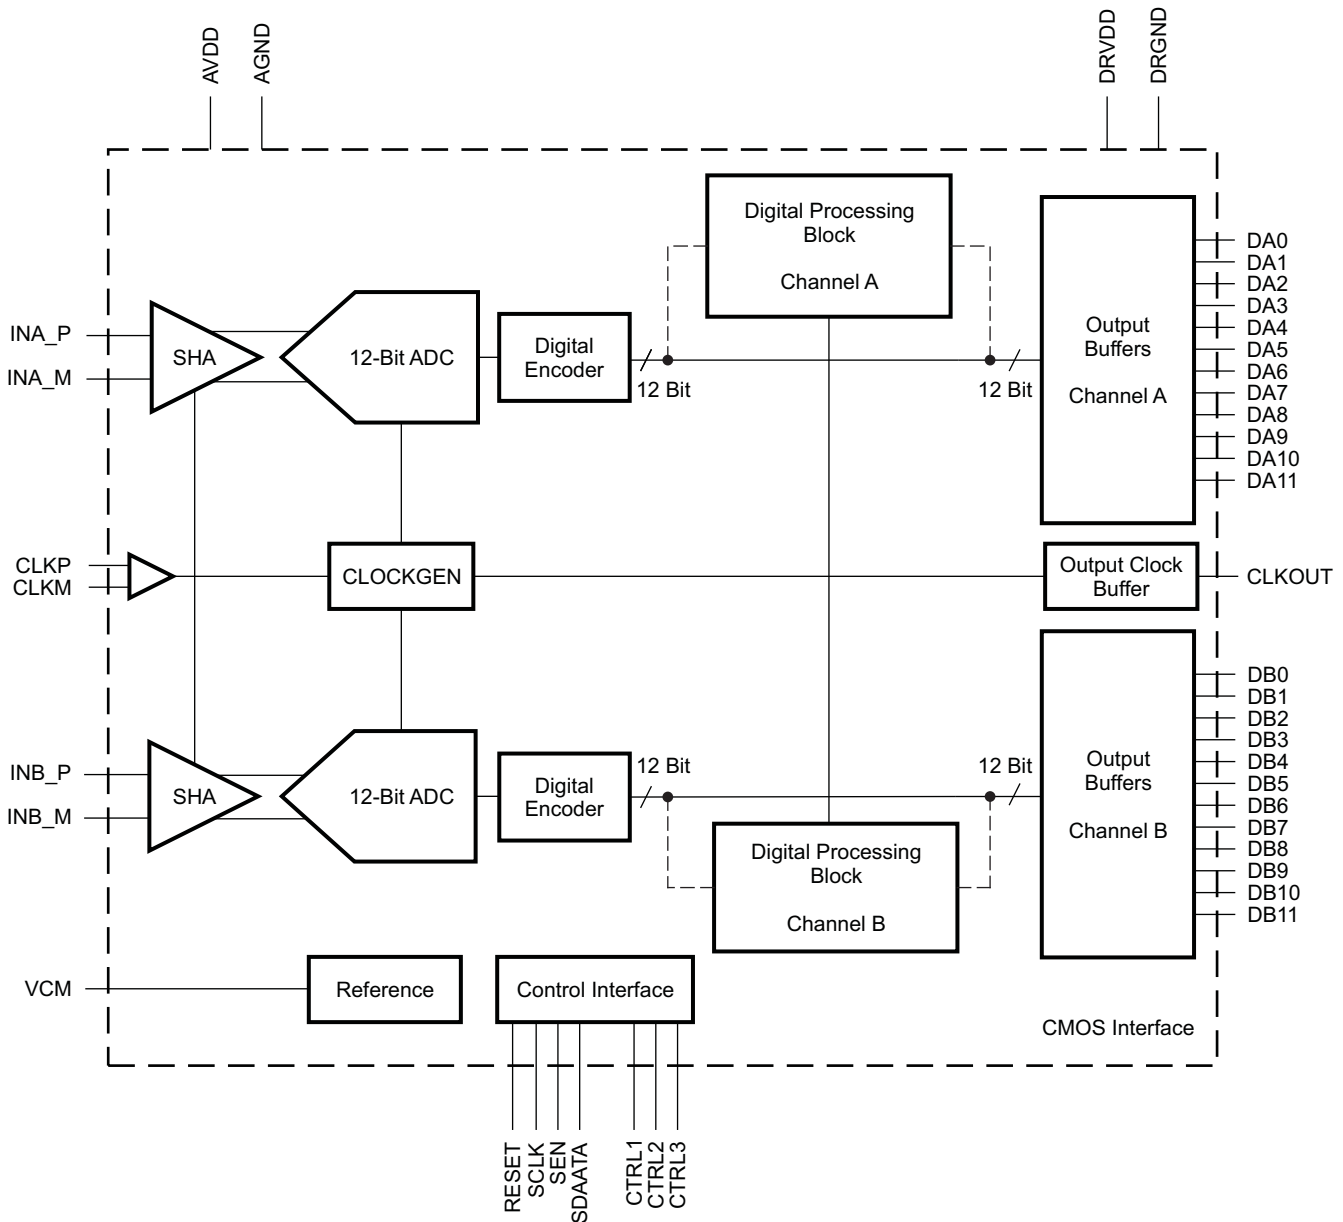 AVDD
AGND
DRVDD
DRGND
Digital Processing
Block
Channel A
INA_P
INA_M
SHA
12-Bit ADC
Digital
Encoder
12 Bit
12 Bit
Output
Buffers
Channel A
DA0
DA1
DA2
DA3
DA4
DA5
DA6
DA7
DA8
DA9
DA10
DA11
CLKP
CLKM
CLOCKGEN
Output Clock
Buffer
CLKOUT
INB_P
INB_M
SHA
12-Bit ADC
Digital
Encoder
12 Bit
12 Bit
Digital Processing
Block
Channel B
Output
Buffers
Channel B
DB0
DB1
DB2
DB3
DB4
DB5
DB6
DB7
DB8
DB9
DB10
DB11
VCM
Reference
Control Interface
CMOS Interface
RESET
SCLK
SEN
SDAATA
CTRL1
CTRL2
CTRL3